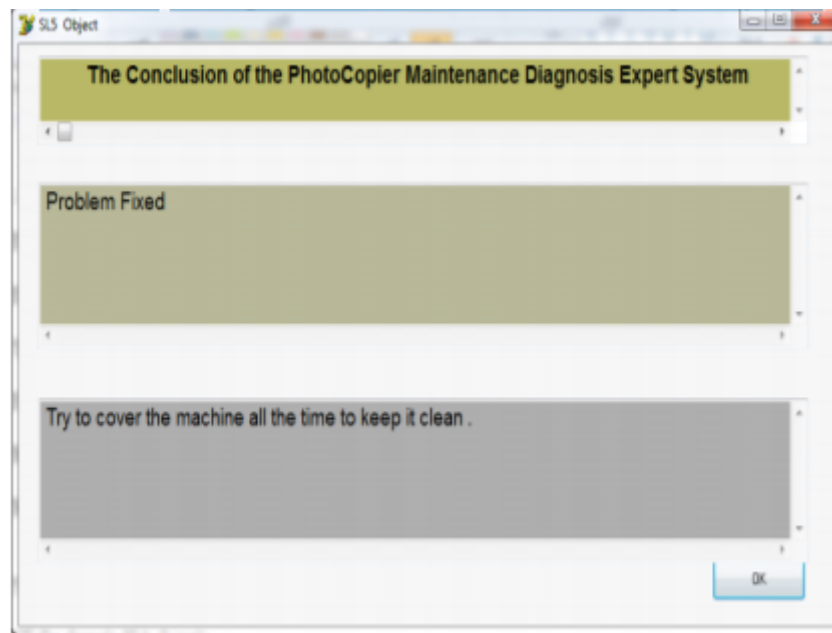 SL5 Object
The Conclusion of the PhotoCopier Maintenance Diagnosis Expert System
Problem Fixed
Try to cover the machine all the time to keep it clean .
OK